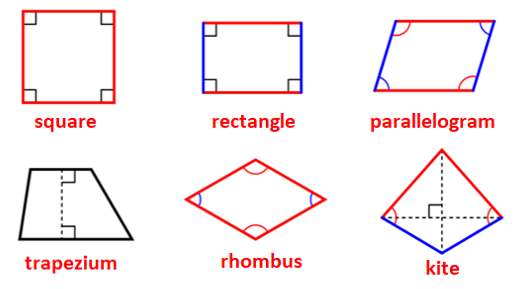 square
rectangle
parallelogram
trapezium
rhombus
kite